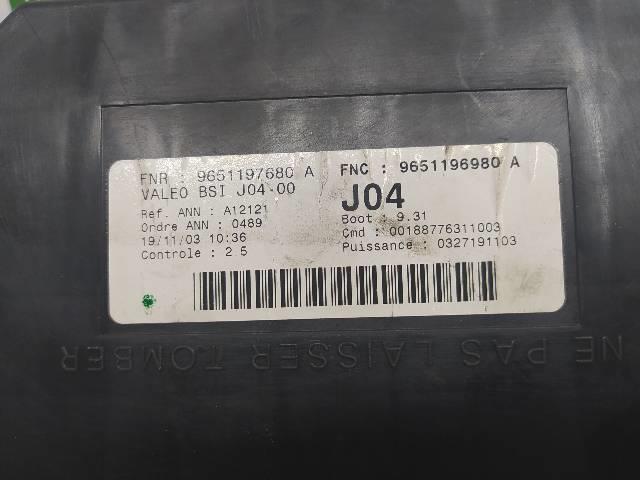 FNR : 9651197680 A
FNC : 9651196980 A
VALEO BSI J04-00
J04
Ref. ANN : A12121
Boot : 9.31
Ordre ANN : 0489
Cmd : 00188776311003
19/11/03 10:36
Puissance : 0327191103
Controle : 2 5
NE PAS LAISSER TOMBER